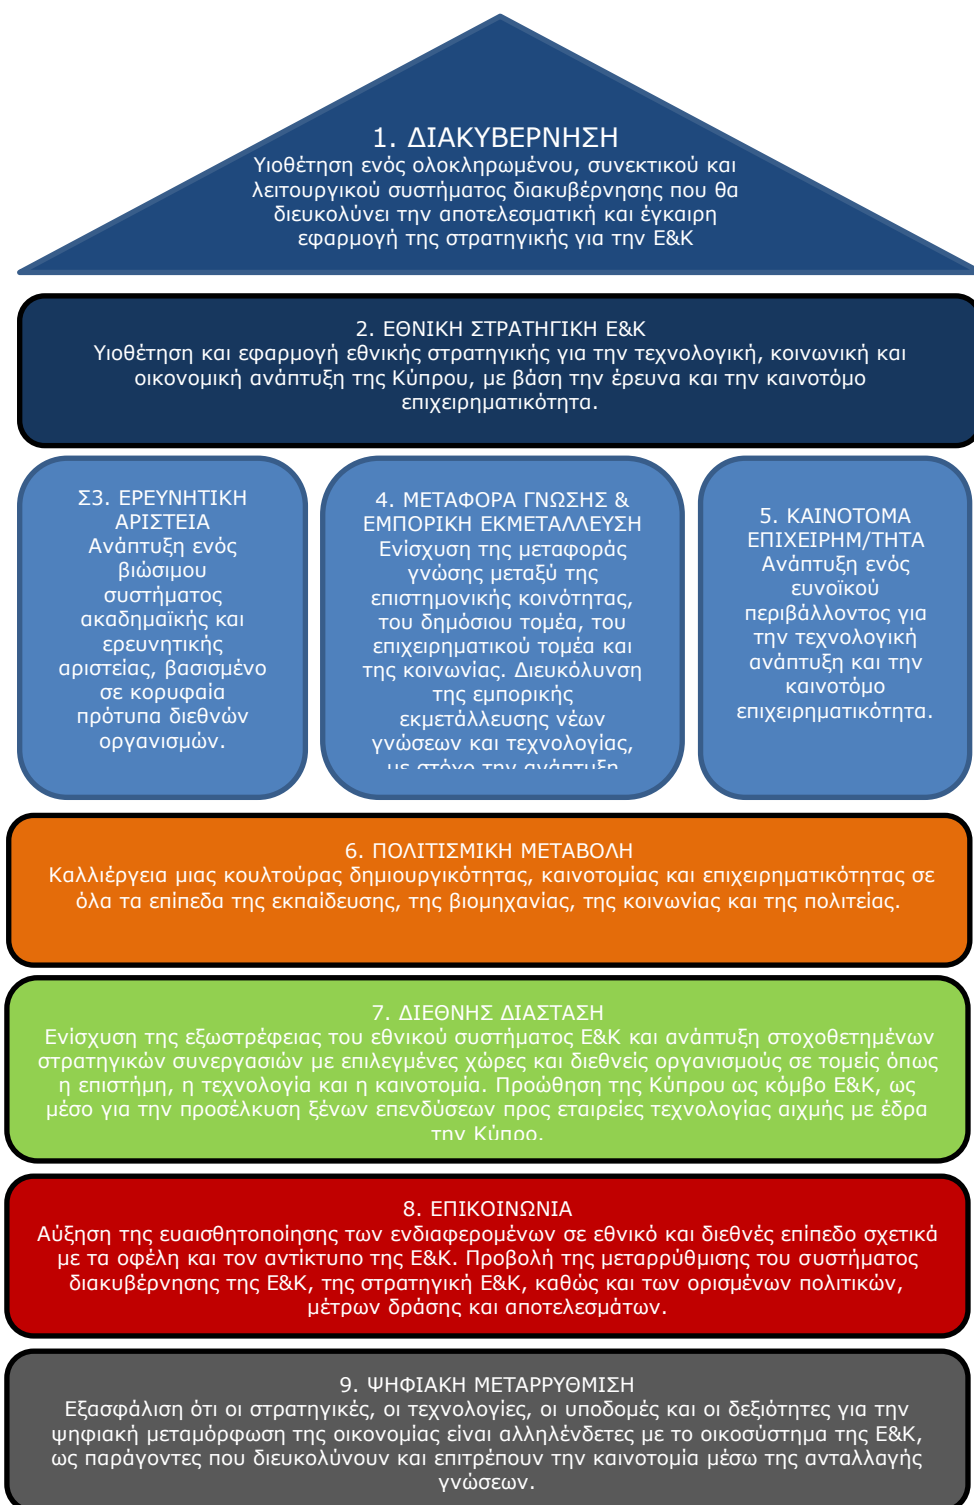 1. ΔΙΑΚΥΒΕΡΝΗΣΗ
Υιοθέτηση ενός ολοκληρωμένου, συνεκτικού και
λειτουργικού συστήματος διακυβέρνησης που θα
διευκολύνει την αποτελεσματική και έγκαιρη
εφαρμογή της στρατηγικής για την Ε&Κ
2. ΕΘΝΙΚΗ ΣΤΡΑΤΗΓΙΚΗ Ε&Κ
Υιοθέτηση και εφαρμογή εθνικής στρατηγικής για την τεχνολογική, κοινωνική και
οικονομική ανάπτυξη της Κύπρου, με βάση την έρευνα και την καινοτόμο
επιχειρηματικότητα.
Σ3. ΕΡΕΥΝΗΤΙΚΗ
ΑΡΙΣΤΕΙΑ
Ανάπτυξη ενός
βιώσιμου
συστήματος
ακαδημαϊκής και
ερευνητικής
αριστείας, βασισμένο
σε κορυφαία
πρότυπα διεθνών
οργανισμών.
4. ΜΕΤΑΦΟΡΑ ΓΝΩΣΗΣ &
ΕΜΠΟΡΙΚΗ ΕΚΜΕΤΑΛΛΕΥΣΗ
Ενίσχυση της μεταφοράς
γνώσης μεταξύ της
επιστημονικής κοινότητας,
του δημόσιου τομέα, του
επιχειρηματικού τομέα και
της κοινωνίας. Διευκόλυνση
της εμπορικής
εκμετάλλευσης νέων
γνώσεων και τεχνολογίας,
με στόχο την ανάπτυξη
5. ΚΑΙΝΟΤΟΜΑ
ΕΠΙΧΕΙΡΗΜ/ΤΗΤΑ
Ανάπτυξη ενός
ευνοϊκού
περιβάλλοντος για
την τεχνολογική
ανάπτυξη και την
καινοτόμο
επιχειρηματικότητα.
6. ΠΟΛΙΤΙΣΜΙΚΗ ΜΕΤΑΒΟΛΗ
Καλλιέργεια μιας κουλτούρας δημιουργικότητας, καινοτομίας και επιχειρηματικότητας σε
όλα τα επίπεδα της εκπαίδευσης, της βιομηχανίας, της κοινωνίας και της πολιτείας.
7. ΔΙΕΘΝΗΣ ΔΙΑΣΤΑΣΗ
Ενίσχυση της εξωστρέφειας του εθνικού συστήματος Ε&Κ και ανάπτυξη στοχοθετημένων
στρατηγικών συνεργασιών με επιλεγμένες χώρες και διεθνείς οργανισμούς σε τομείς όπως
η επιστήμη, η τεχνολογία και η καινοτομία. Προώθηση της Κύπρου ως κόμβο Ε&Κ, ως
μέσο για την προσέλκυση ξένων επενδύσεων προς εταιρείες τεχνολογίας αιχμής με έδρα
την Κύπρο.
8. ΕΠΙΚΟΙΝΩΝΙΑ
Αύξηση της ευαισθητοποίησης των ενδιαφερομένων σε εθνικό και διεθνές επίπεδο σχετικά
με τα οφέλη και τον αντίκτυπο της Ε&Κ. Προβολή της μεταρρύθμισης του συστήματος
διακυβέρνησης της Ε&Κ, της στρατηγική Ε&Κ, καθώς και των ορισμένων πολιτικών,
μέτρων δράσης και αποτελεσμάτων.
9. ΨΗΦΙΑΚΗ ΜΕΤΑΡΡΥΘΜΙΣΗ
Εξασφάλιση ότι οι στρατηγικές, οι τεχνολογίες, οι υποδομές και οι δεξιότητες για την
ψηφιακή μεταμόρφωση της οικονομίας είναι αλληλένδετες με το οικοσύστημα της Ε&Κ,
ως παράγοντες που διευκολύνουν και επιτρέπουν την καινοτομία μέσω της ανταλλαγής
γνώσεων.